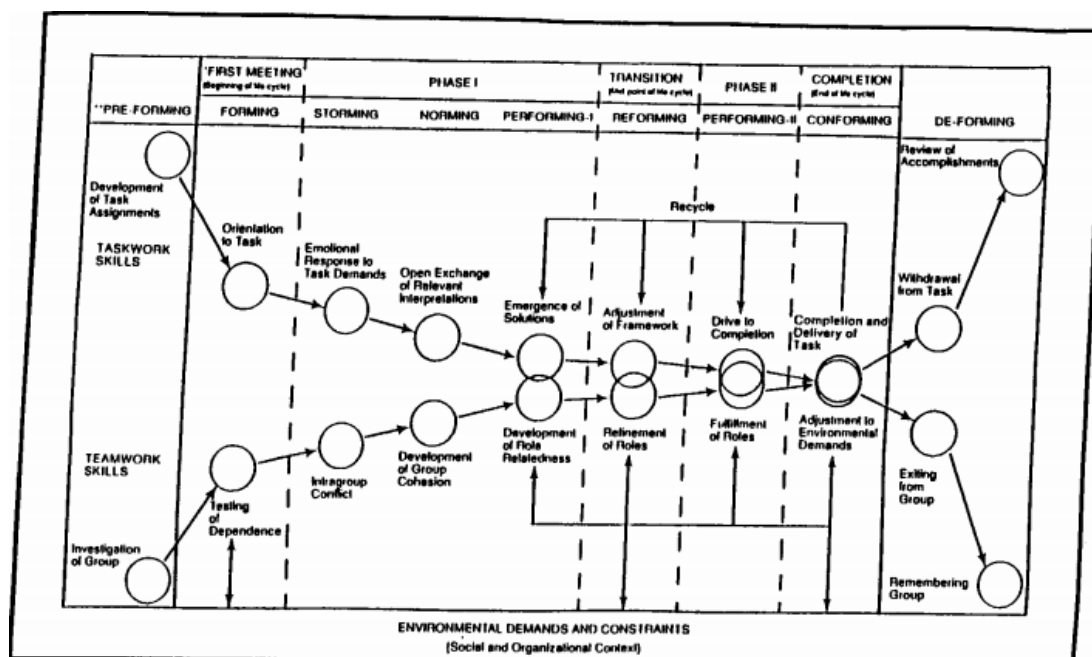 'FIRST MEETING
(Beginning of life cycle)
PHASE I
TRANSITION
(Mid point of life cycle)
PHASE II
COMPLETION
(End of life cycle)
**PRE-FORMING
FORMING
STORMING
NORMING
PERFORMING-I
REFORMING
PERFORMING-II
CONFORMING
DE-FORMING
Review of
Accomplishments
Development
of Task
Assignments
Recycle
TASKWORK
SKILLS
Orientation
to Task
Emotional
Response to
Task Demands
Open Exchange
of Relevant
Interpretations
Emergence of
Solutions
Adjustment
of Framework
Drive to
Completion
Completion and
Delivery of
Task
Withdrawal
from Task
TEAMWORK
SKILLS
Testing
of
Dependence
Intragroup
Conflict
Development
of Group
Cohesion
Development
of Role
Relatedness
Refinement
of Roles
Fulfillment
of Roles
Adjustment to
Environmental
Demands
Exiting
from
Group
Investigation
of Group
Remembering
Group
ENVIRONMENTAL DEMANDS AND CONSTRAINTS
(Social and Organizational Context)